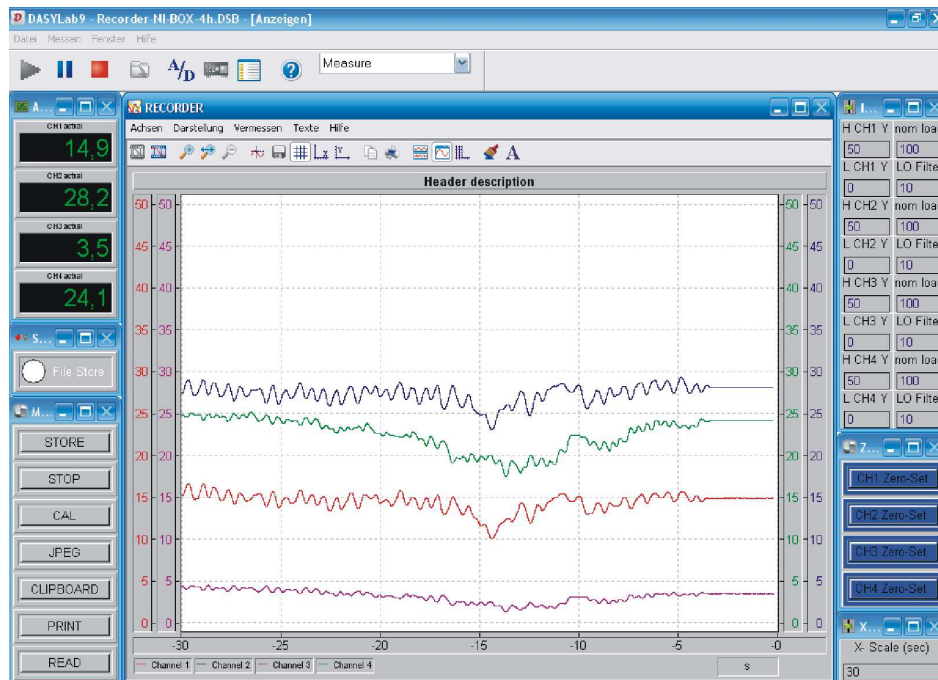 DASYLab9 - Recorder-NI-BOX-4h.DSB - [Anzeigen]
Datei Messen Fenster Hilfe
A/D
Measure
A...
CH1 actual
14,9
CH2 actual
28,2
CH3 actual
3,5
CH4 actual
24,1
S...
File Store
M...
STORE
STOP
CAL
JPEG
CLIPBOARD
PRINT
READ
RECORDER
Achsen Darstellung Vermessen Texte Hilfe
Header description
50 50 50 50
45 45 45 45
40 40 40 40
35 35 35 35
30 30 30 30
25 25 25 25
20 20 20 20
15 15 15 15
10 10 10 10
5 5 5 5
0 0 0 0
-30 -25 -20 -15 -10 -5 -0
Channel 1 Channel 2 Channel 3 Channel 4
s
I...
H CH1 Y nom loa
50 100
L CH1 Y LO Filte
0 10
H CH2 Y nom loa
50 100
L CH2 Y LO Filte
0 10
H CH3 Y nom loa
50 100
L CH3 Y LO Filte
0 10
H CH4 Y nom loa
50 100
L CH4 Y LO Filte
0 10
Z...
CH1 Zero-Set
CH2 Zero-Set
CH3 Zero-Set
CH4 Zero-Set
X...
X- Scale (sec)
30